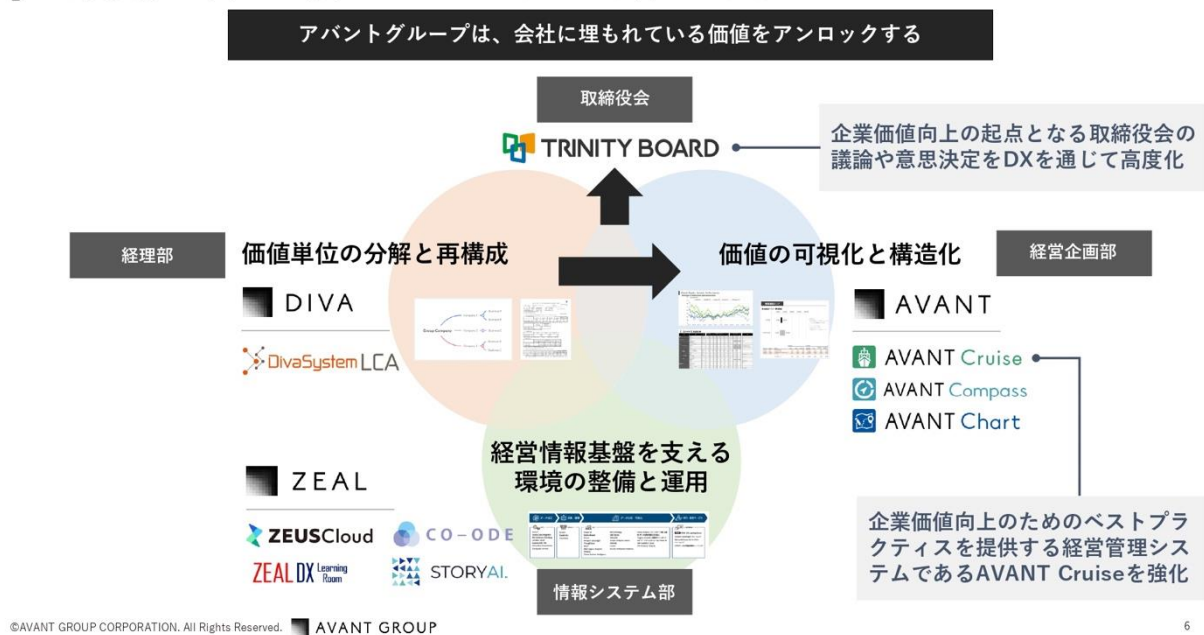 アバントグループは、会社に埋もれている価値をアンロックする
取締役会
TRINITY BOARD
企業価値向上の起点となる取締役会の
議論や意思決定をDXを通じて高度化
経理部
価値単位の分解と再構成
価値の可視化と構造化
経営企画部
DIVA
DivaSystem LCA
AVANT
AVANT Cruise
AVANT Compass
AVANT Chart
経営情報基盤を支える
環境の整備と運用
ZEAL
ZEUSCloud
CO-ODE
ZEAL DX Learning
Room
STORYAI.
情報システム部
企業価値向上のためのベストプラ
クティスを提供する経営管理シス
テムであるAVANT Cruiseを強化
©AVANT GROUP CORPORATION. All Rights Reserved.
AVANT GROUP
6